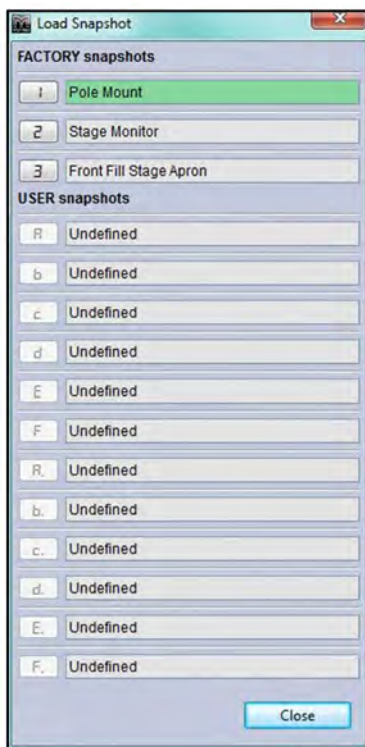 Load Snapshot
FACTORY snapshots
1 Pole Mount
2 Stage Monitor
3 Front Fill Stage Apron
USER snapshots
A Undefined
b Undefined
c Undefined
d Undefined
E Undefined
F Undefined
A. Undefined
b. Undefined
c. Undefined
d. Undefined
E. Undefined
F. Undefined
Close